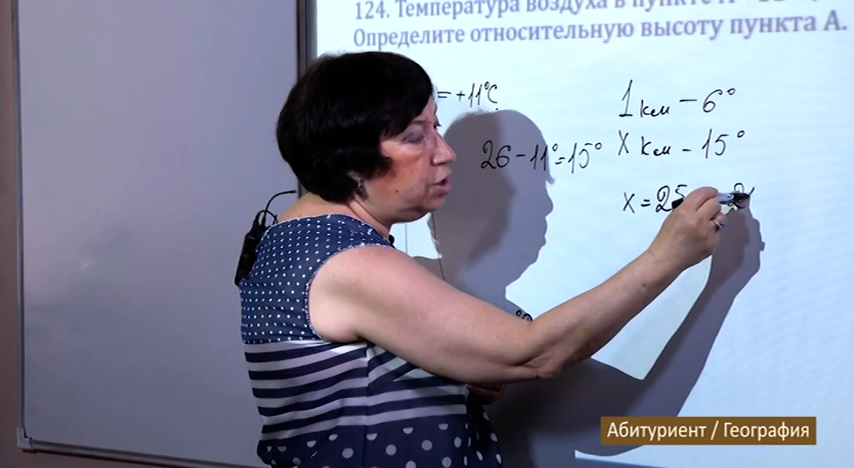 124. Температура воздуха в пункте
Определите относительную высоту пункта А.
= +11°С
1 км - 6°
26 - 11° = 15°
х км - 15°
х = 25
Абитуриент / География